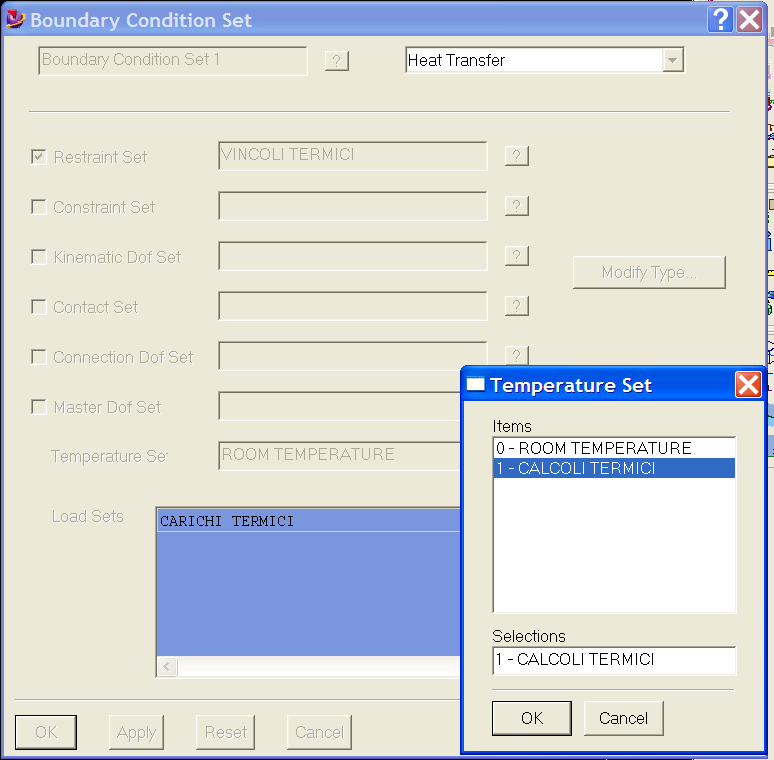 Boundary Condition Set
Boundary Condition Set 1
?
Heat Transfer
Restraint Set
VINCOLI TERMICI
?
Constraint Set
?
Kinematic Dof Set
?
Modify Type...
Contact Set
?
Connection Dof Set
?
Master Dof Set
Temperature Se
ROOM TEMPERATURE
Load Sets
CARICHI TERMICI
OK
Apply
Reset
Cancel
Temperature Set
Items
0 - ROOM TEMPERATURE
1 - CALCOLI TERMICI
Selections
1 - CALCOLI TERMICI
OK
Cancel